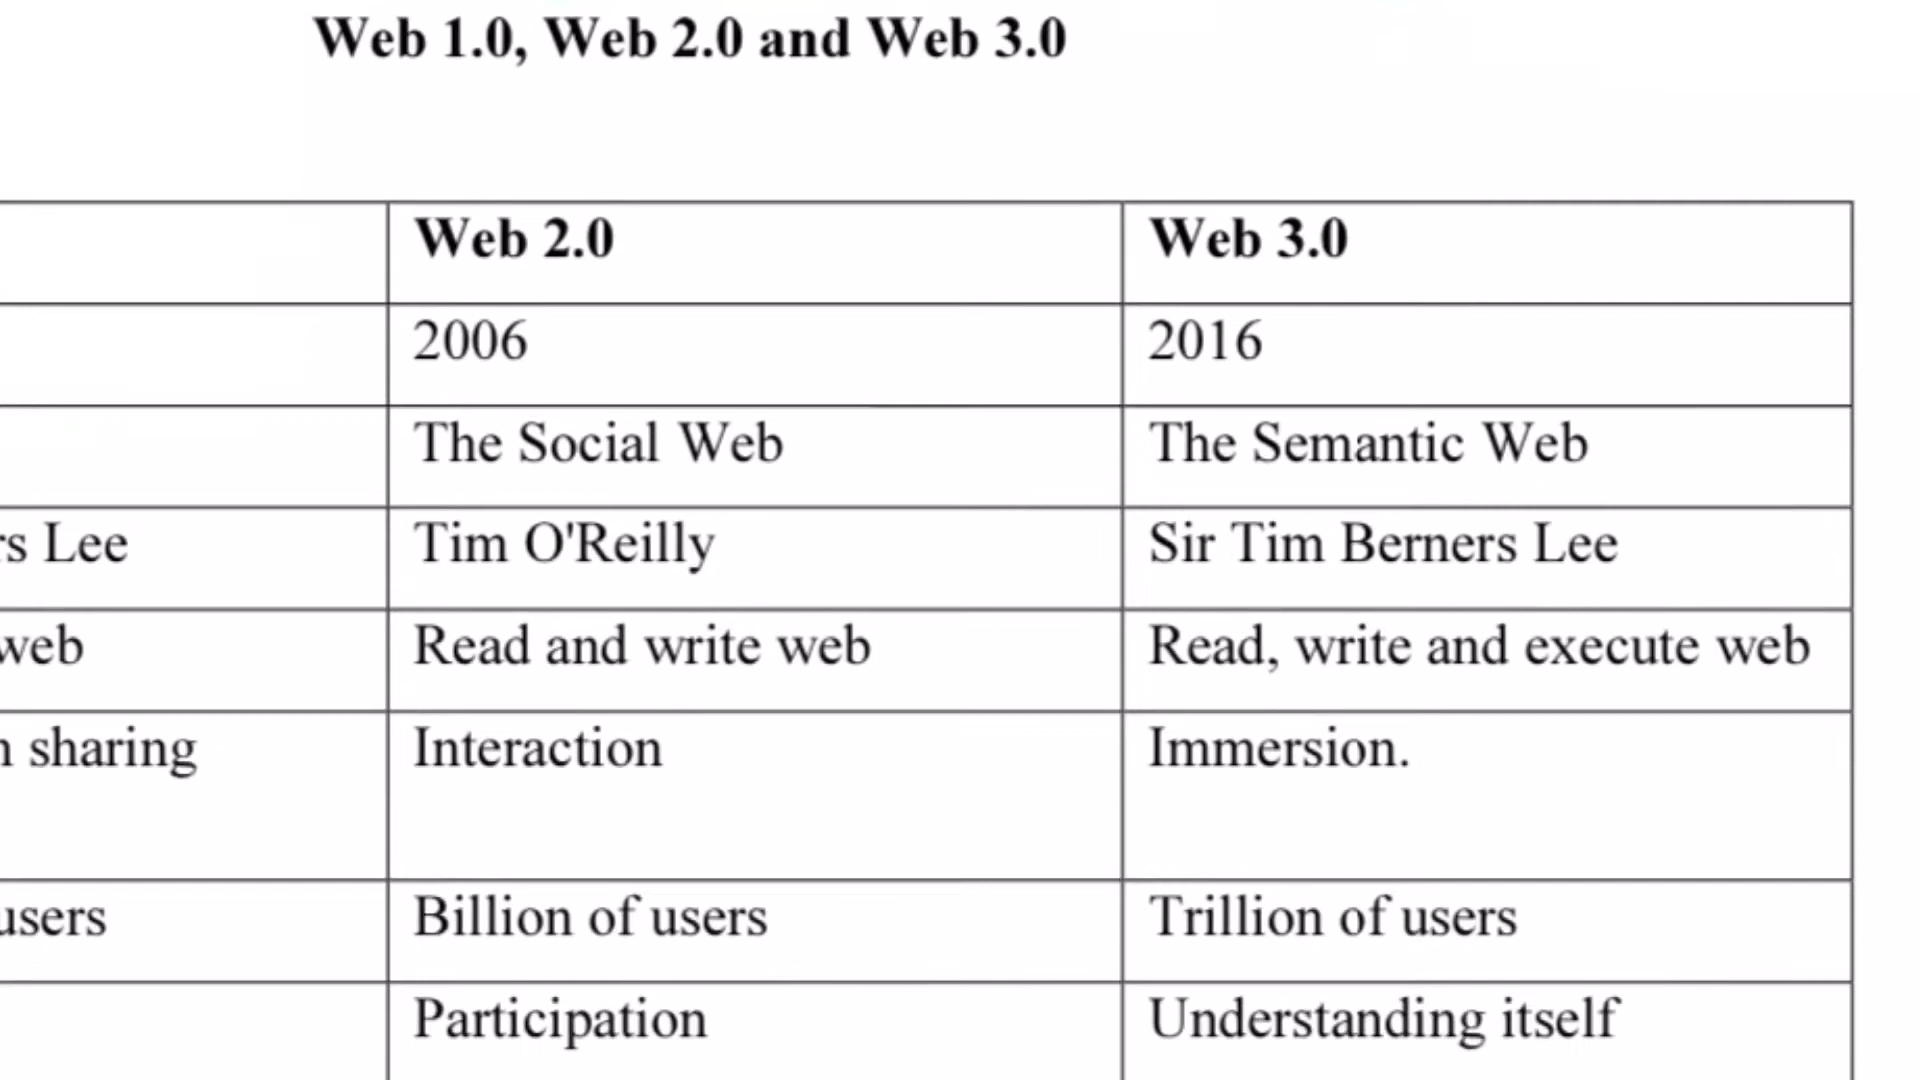 Web 1.0, Web 2.0 and Web 3.0
Web 2.0 Web 3.0
2006 2016
The Social Web The Semantic Web
Lee Tim O'Reilly Sir Tim Berners Lee
web Read and write web Read, write and execute web
sharing Interaction Immersion.
users Billion of users Trillion of users
Participation Understanding itself